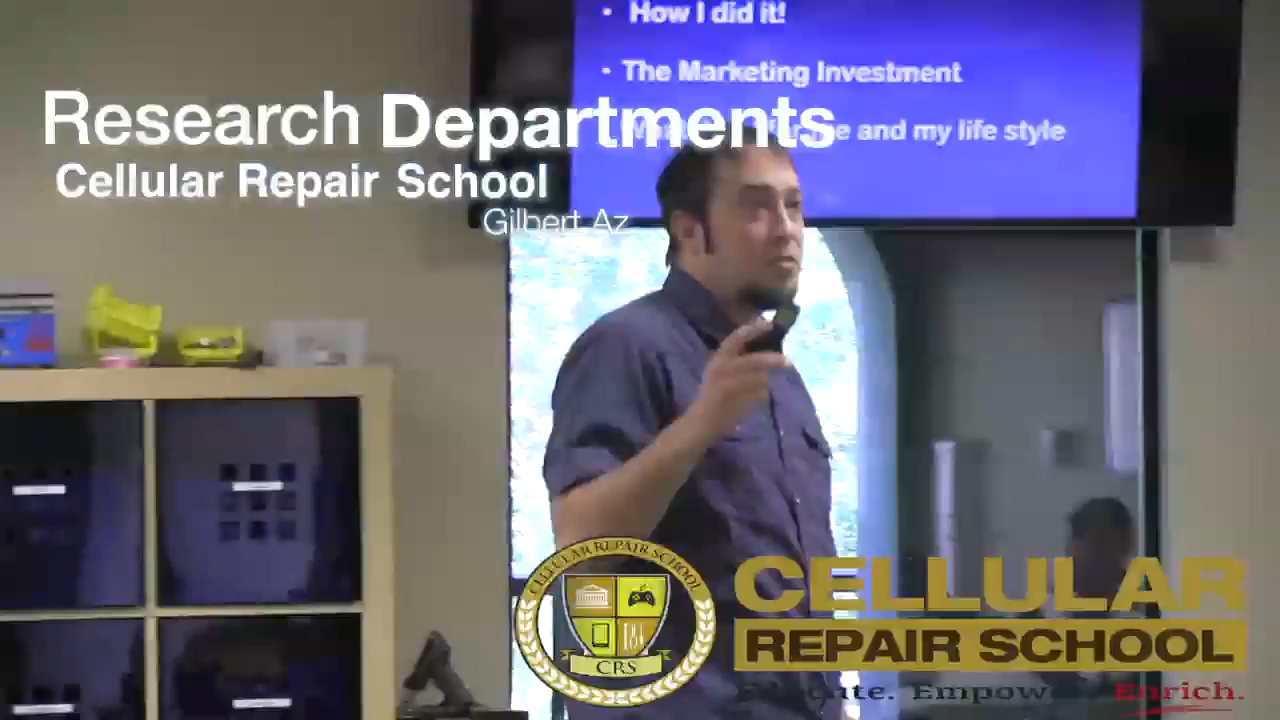 • How I did it!
• The Marketing Investment
me and my life style
Research Departments
Cellular Repair School
Gilbert Az
CELLULAR REPAIR SCHOOL
CRS
CELLULAR
REPAIR SCHOOL
Enrich.